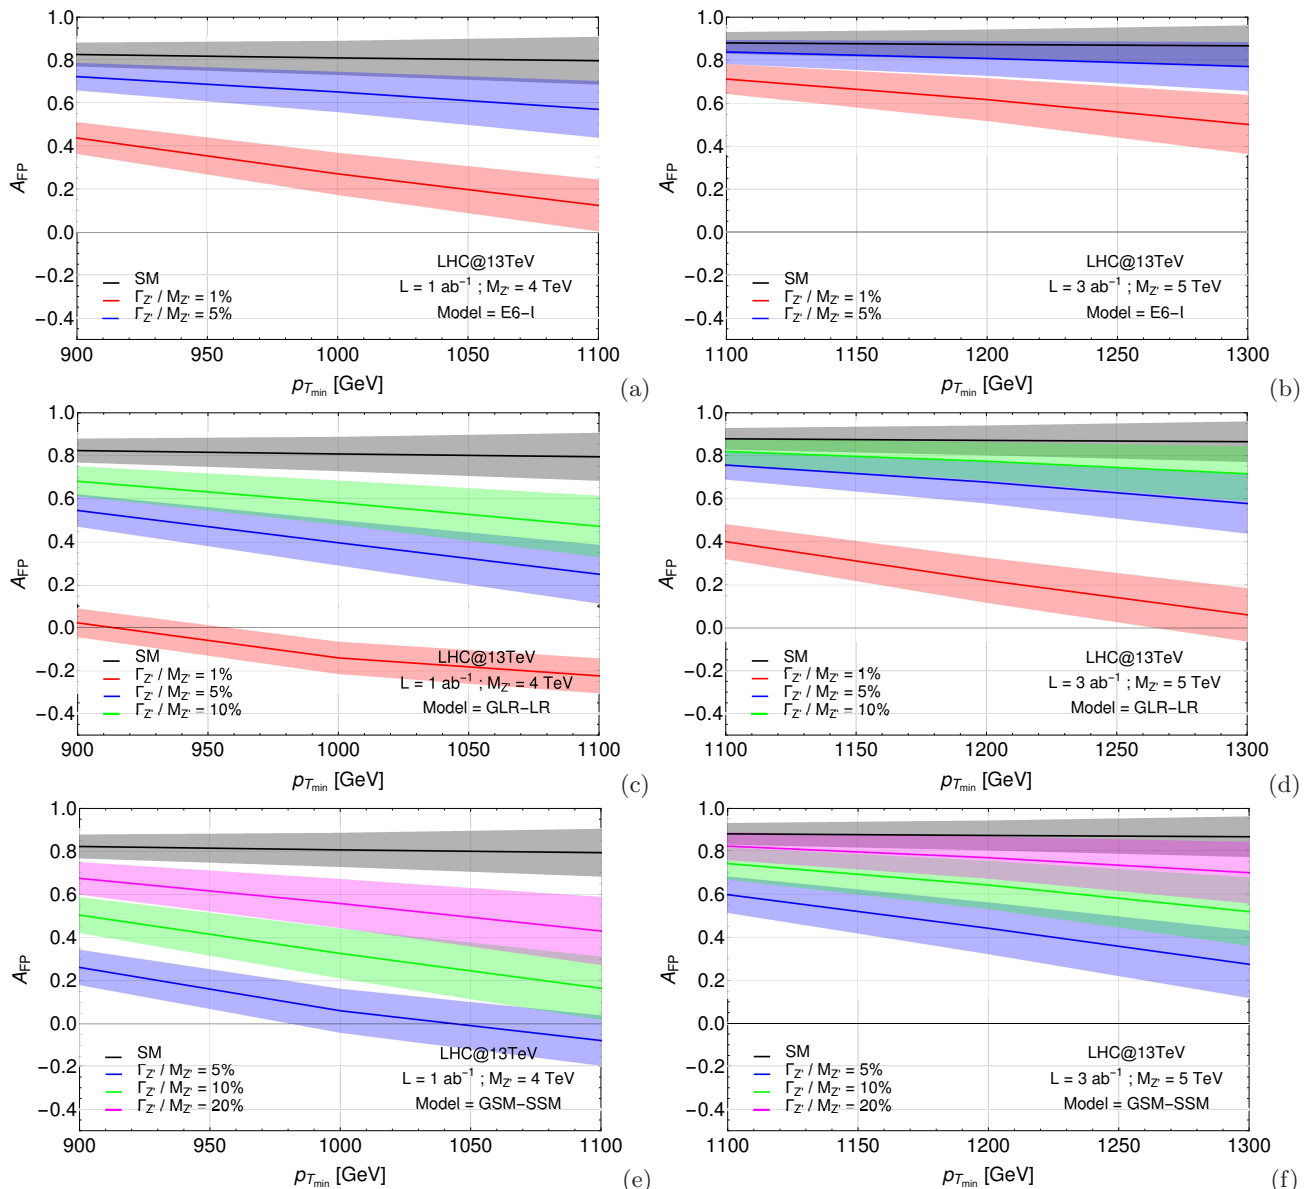 1.0
0.8
0.6
0.4
0.2
0.0
−0.2
−0.4
A_FP
SM
Γ_Z' / M_Z' = 1%
Γ_Z' / M_Z' = 5%
LHC@13TeV
L = 1 ab⁻¹ ; M_Z' = 4 TeV
Model = E6−I
900 950 1000 1050 1100
p_T_min [GeV]
(a)
1.0
0.8
0.6
0.4
0.2
0.0
−0.2
−0.4
A_FP
SM
Γ_Z' / M_Z' = 1%
Γ_Z' / M_Z' = 5%
LHC@13TeV
L = 3 ab⁻¹ ; M_Z' = 5 TeV
Model = E6−I
1100 1150 1200 1250 1300
p_T_min [GeV]
(b)
1.0
0.8
0.6
0.4
0.2
0.0
−0.2
−0.4
A_FP
SM
Γ_Z' / M_Z' = 1%
Γ_Z' / M_Z' = 5%
Γ_Z' / M_Z' = 10%
LHC@13TeV
L = 1 ab⁻¹ ; M_Z' = 4 TeV
Model = GLR−LR
900 950 1000 1050 1100
p_T_min [GeV]
(c)
1.0
0.8
0.6
0.4
0.2
0.0
−0.2
−0.4
A_FP
SM
Γ_Z' / M_Z' = 1%
Γ_Z' / M_Z' = 5%
Γ_Z' / M_Z' = 10%
LHC@13TeV
L = 3 ab⁻¹ ; M_Z' = 5 TeV
Model = GLR−LR
1100 1150 1200 1250 1300
p_T_min [GeV]
(d)
1.0
0.8
0.6
0.4
0.2
0.0
−0.2
−0.4
A_FP
SM
Γ_Z' / M_Z' = 5%
Γ_Z' / M_Z' = 10%
Γ_Z' / M_Z' = 20%
LHC@13TeV
L = 1 ab⁻¹ ; M_Z' = 4 TeV
Model = GSM−SSM
900 950 1000 1050 1100
p_T_min [GeV]
(e)
1.0
0.8
0.6
0.4
0.2
0.0
−0.2
−0.4
A_FP
SM
Γ_Z' / M_Z' = 5%
Γ_Z' / M_Z' = 10%
Γ_Z' / M_Z' = 20%
LHC@13TeV
L = 3 ab⁻¹ ; M_Z' = 5 TeV
Model = GSM−SSM
1100 1150 1200 1250 1300
p_T_min [GeV]
(f)